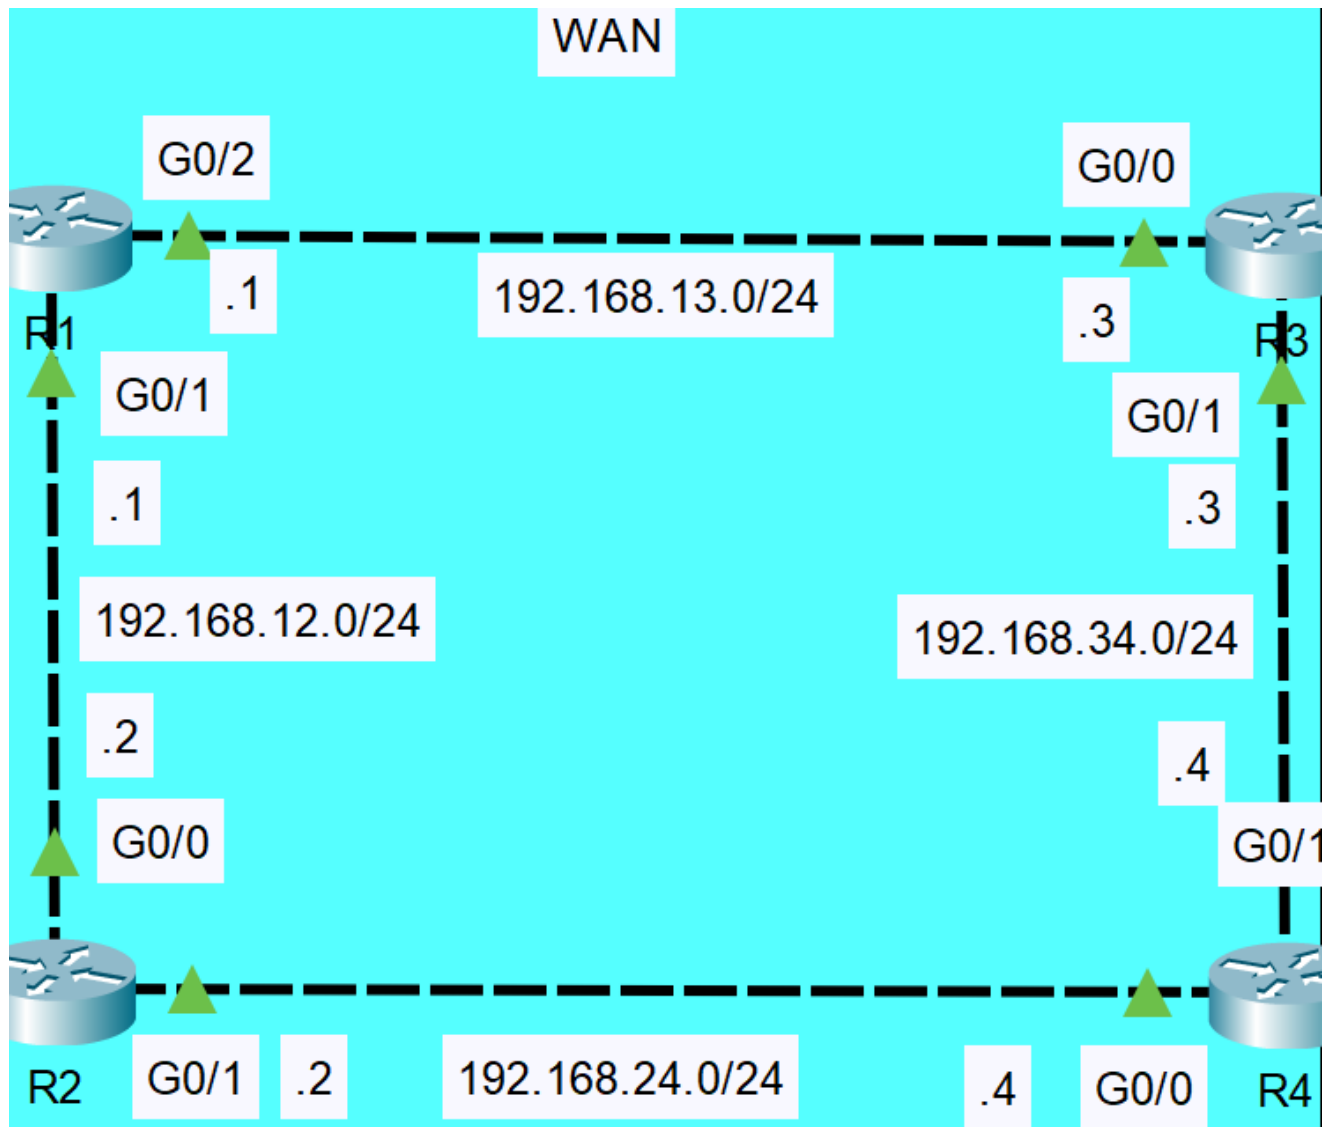 WAN
G0/2
G0/0
.1
192.168.13.0/24
.3
R1
R3
G0/1
G0/1
.1
.3
192.168.12.0/24
192.168.34.0/24
.2
.4
G0/0
G0/1
R2
G0/1
.2
192.168.24.0/24
.4
G0/0
R4